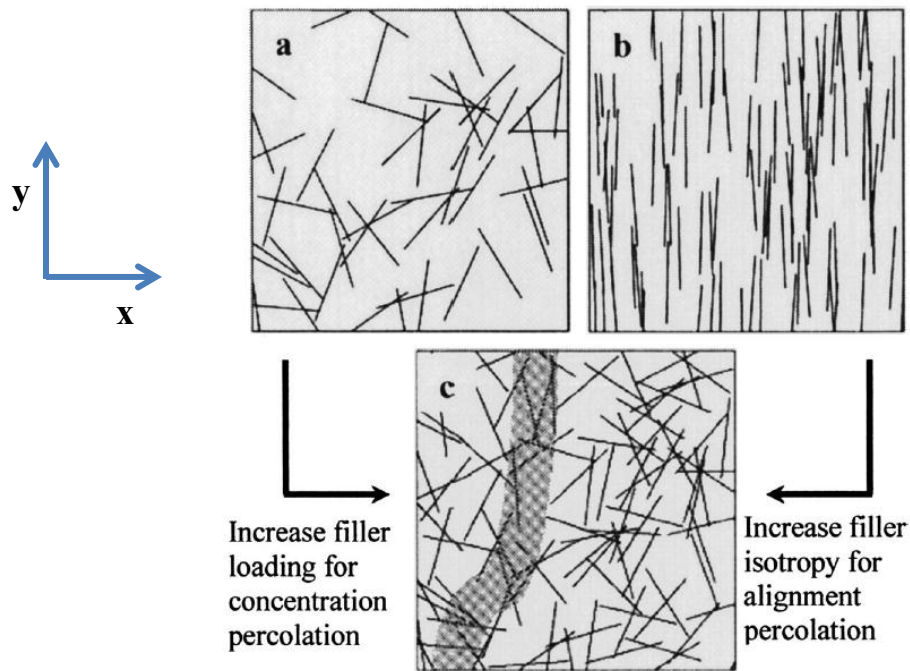 a
b
y
x
c
Increase filler
loading for
concentration
percolation
Increase filler
isotropy for
alignment
percolation